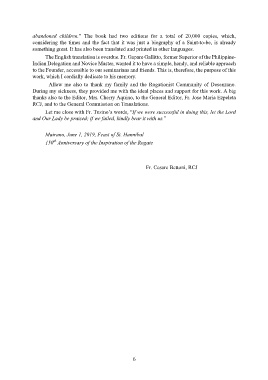 abandoned children." The book had two editions for a total of 20,000 copies, which,
considering the times and the fact that it was just a biography of a Saint-to-be, is already
something great. It has also been translated and printed in other languages.
The English translation is overdue. Fr. Gaspare Gallitto, former Superior of the Philippine-
Indian Delegation and Novice Master, wanted it to have a simple, handy, and reliable approach
to the Founder, accessible to our seminarians and friends. This is, therefore, the purpose of this
work, which I cordially dedicate to his memory.
Allow me also to thank my family and the Rogationist Community of Desenzano.
During my sickness, they provided me with the ideal places and support for this work. A big
thanks also to the Editor, Mrs. Cherry Aquino, to the General Editor, Fr. Jose Maria Ezpeleta
RCJ, and to the General Commission on Translations.
Let me close with Fr. Tusino's words, "If we were successful in doing this, let the Lord
and Our Lady be praised; if we failed, kindly bear it with us."
Marzano, June 1, 2019, Feast of St. Hannibal
150th Anniversary of the Inspiration of the Rogate
Fr. Cesare Bettoni, RCJ
6